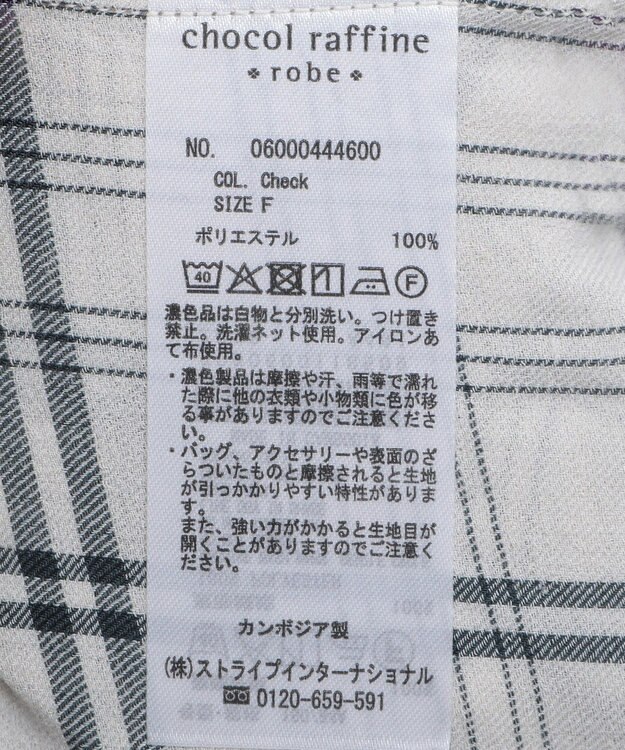 chocol raffine
robe
NO. 06000444600
COL. Check
SIZE F
ポリエステル 100%
40 F
濃色品は白物と分別洗い。つけ置き
禁止。洗濯ネット使用。アイロンあ
て布使用。
・濃色製品は摩擦や汗、雨等で濡れ
た際に他の衣類や小物類に色が移
る事がありますのでご注意くださ
い。
・バッグ、アクセサリーや表面のざ
らついたものと摩擦されると生地
が引っかかりやすい特性がありま
す。
また、強い力がかかると生地目が
開くことがありますのでご注意く
ださい。
カンボジア製
(株)ストライプインターナショナル
0120-659-591